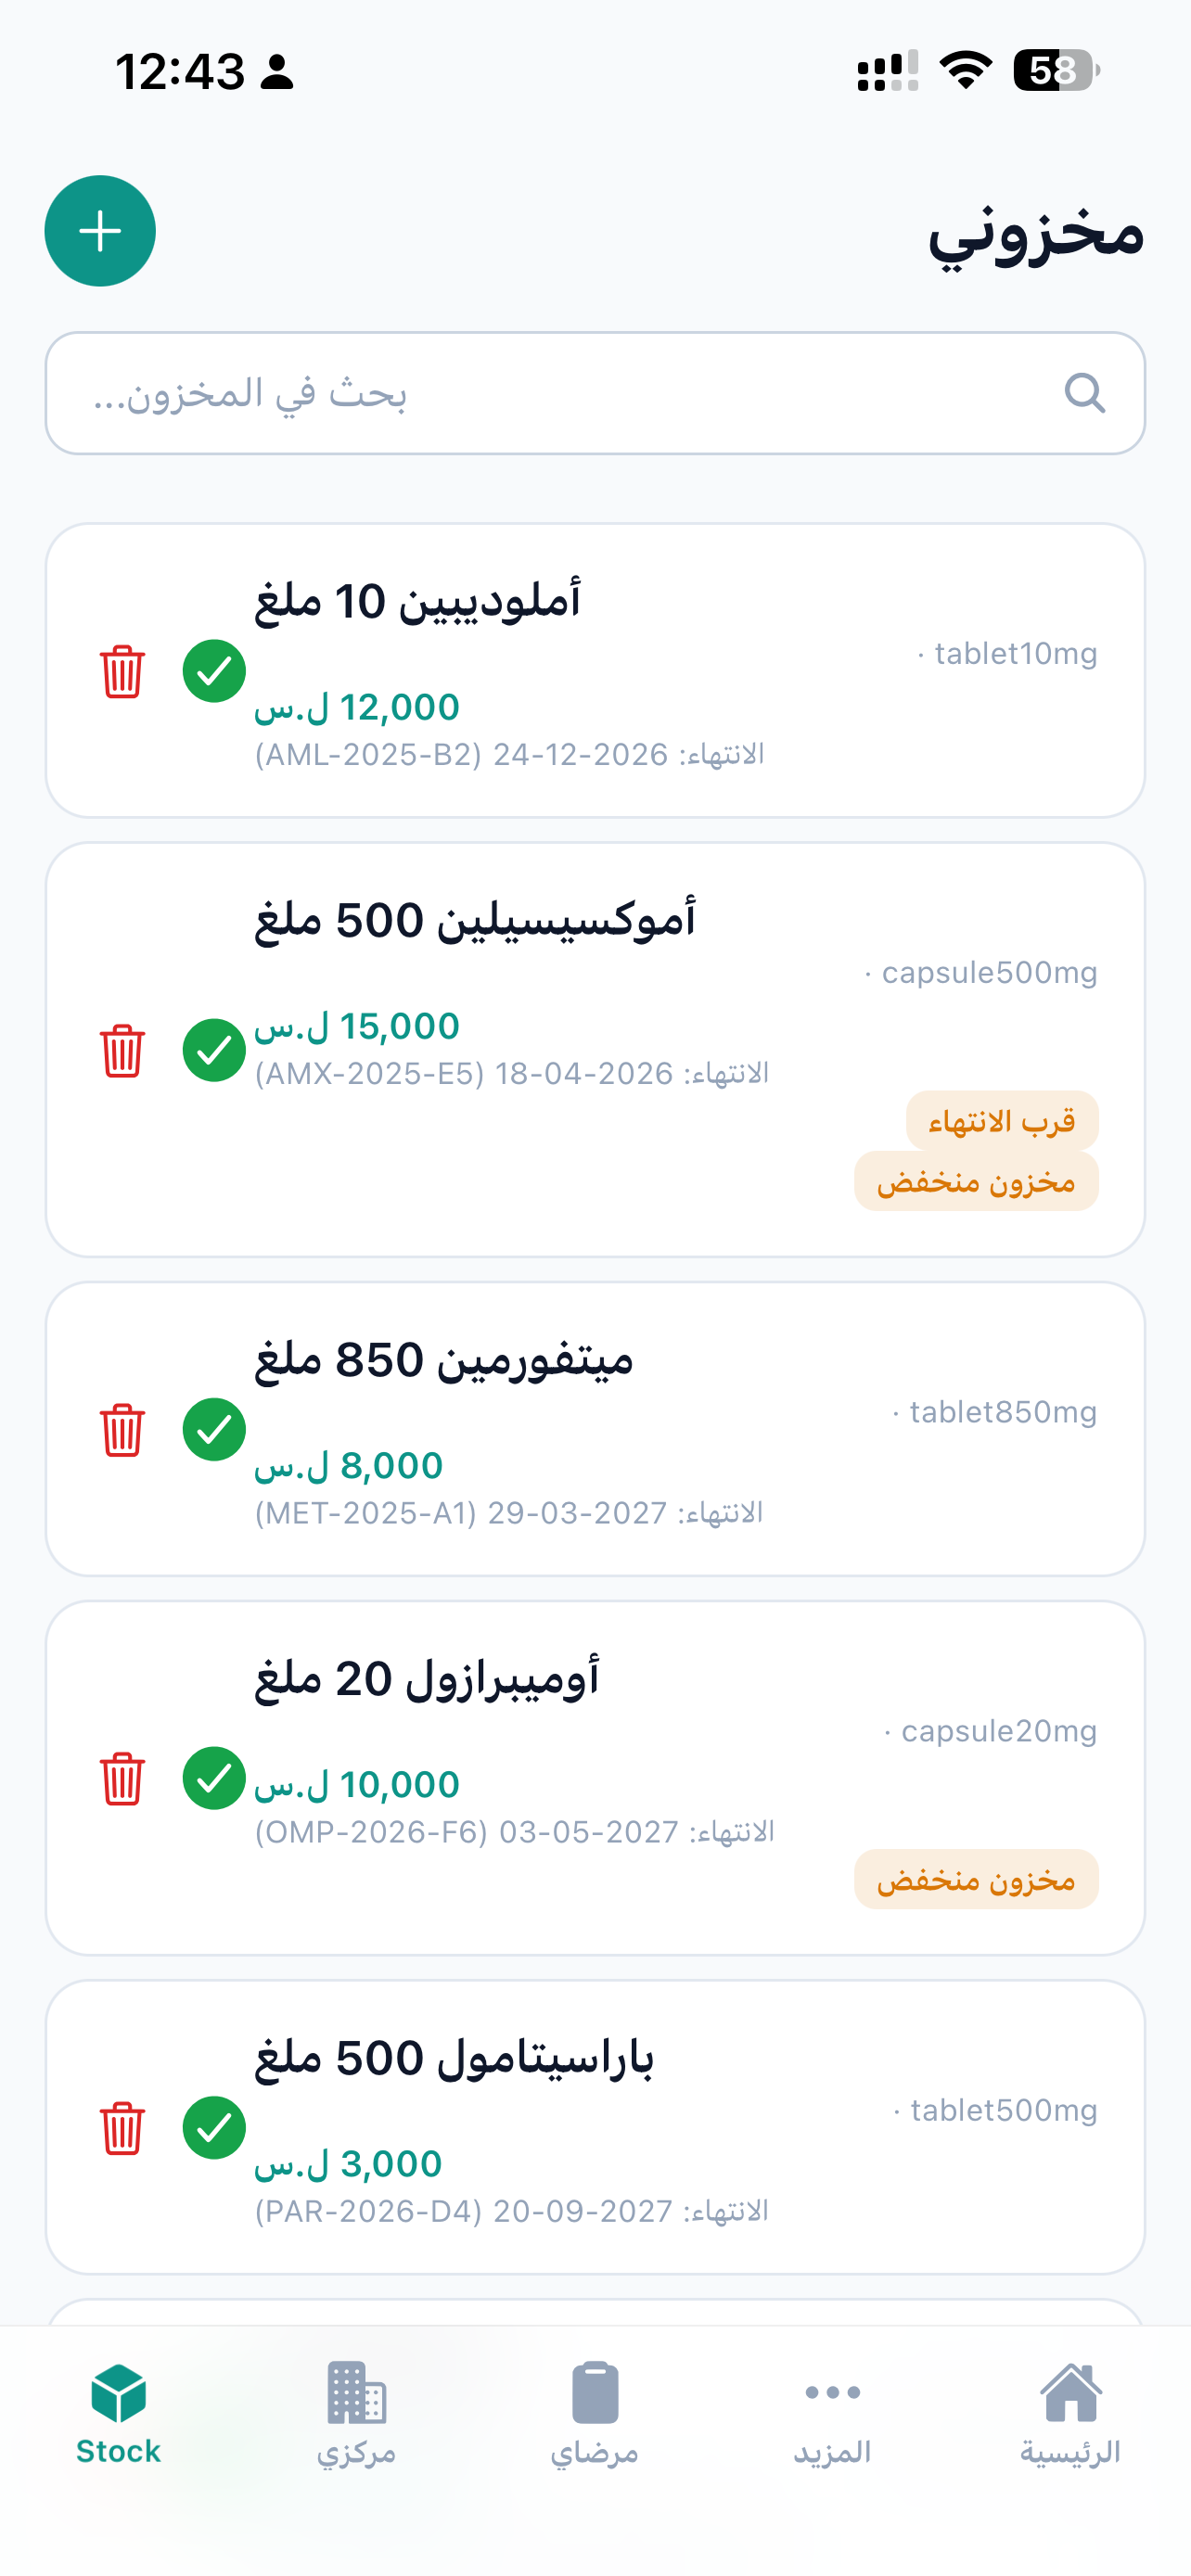 12:43
58
مخزوني
بحث في المخزون...
أملوديبين 10 ملغ
tablet10mg ·
12,000 ل.س
الانتهاء: 2026-12-24 (AML-2025-B2)
أموكسيسيلين 500 ملغ
capsule500mg ·
15,000 ل.س
الانتهاء: 2026-04-18 (AMX-2025-E5)
قرب الانتهاء
مخزون منخفض
ميتفورمين 850 ملغ
tablet850mg ·
8,000 ل.س
الانتهاء: 2027-03-29 (MET-2025-A1)
أوميبرازول 20 ملغ
capsule20mg ·
10,000 ل.س
الانتهاء: 2027-05-03 (OMP-2026-F6)
مخزون منخفض
باراسيتامول 500 ملغ
tablet500mg ·
3,000 ل.س
الانتهاء: 2027-09-20 (PAR-2026-D4)
الرئيسية
المزيد
مرضاي
مركزي
Stock